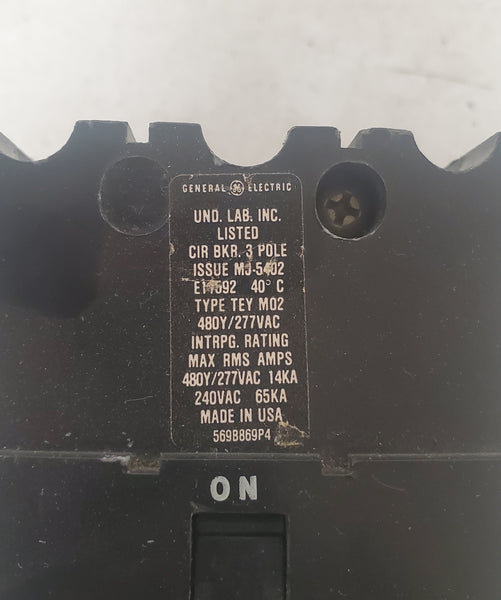 GENERAL GE ELECTRIC
UND. LAB. INC.
LISTED
CIR BKR. 3 POLE
ISSUE MJ-5402
40° C
TYPE TEY M02
480Y/277VAC
INTRPG. RATING
MAX RMS AMPS
480Y/277VAC 14KA
240VAC 65KA
MADE IN USA
569B869P4
ON